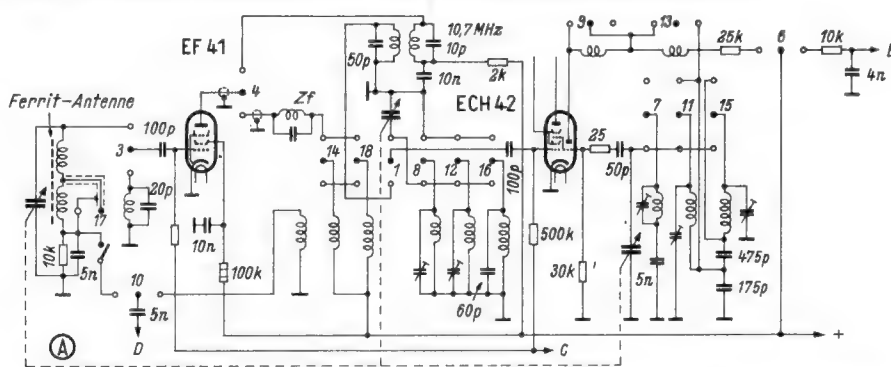 9
13
6
10,7 MHz
25k
10k
EF 41
50p
10p
4n
2k
4
10n
ECH 42
Zf
Ferrit-Antenne
7
11
15
100p
25
3
14
18
1
8
12
16
100p
50p
20p
17
10n
500k
10k
5n
100k
30k
5n
475p
10
60p
175p
5n
+
A
D
C